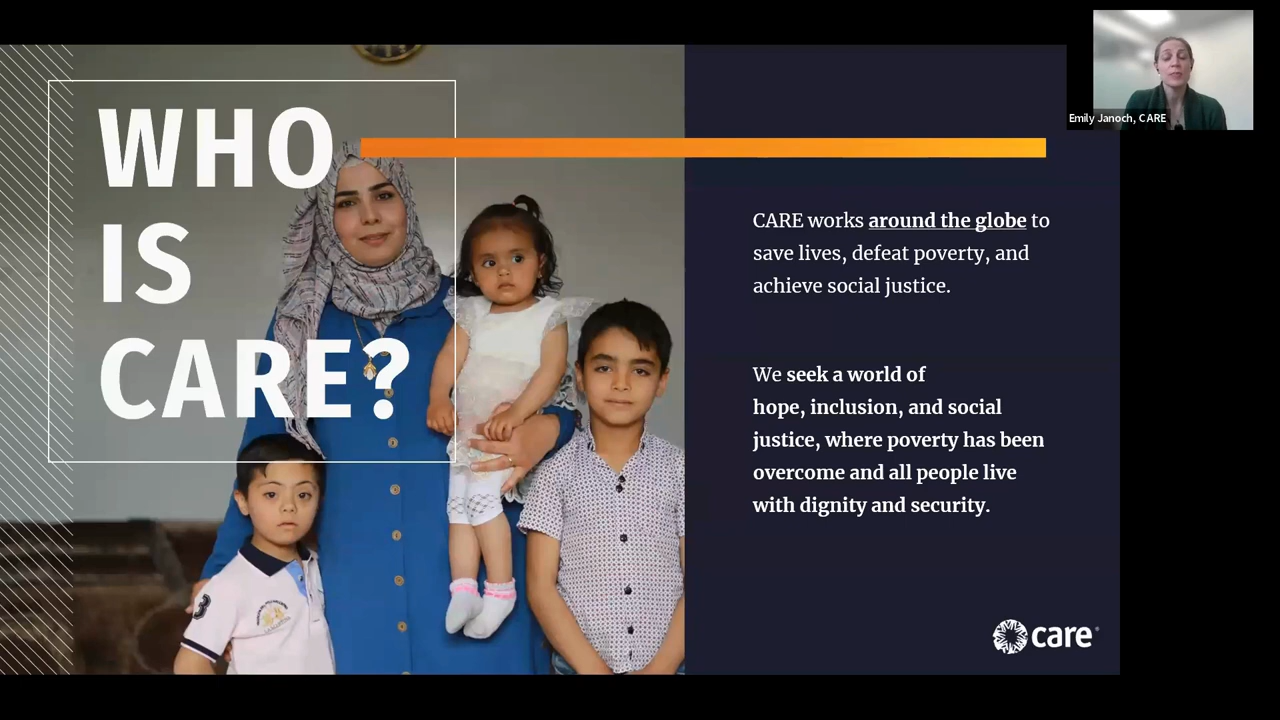 WHO
IS
CARE?
CARE works around the globe to
save lives, defeat poverty, and
achieve social justice.
We seek a world of
hope, inclusion, and social
justice, where poverty has been
overcome and all people live
with dignity and security.
care®
Emily Janoch, CARE
3